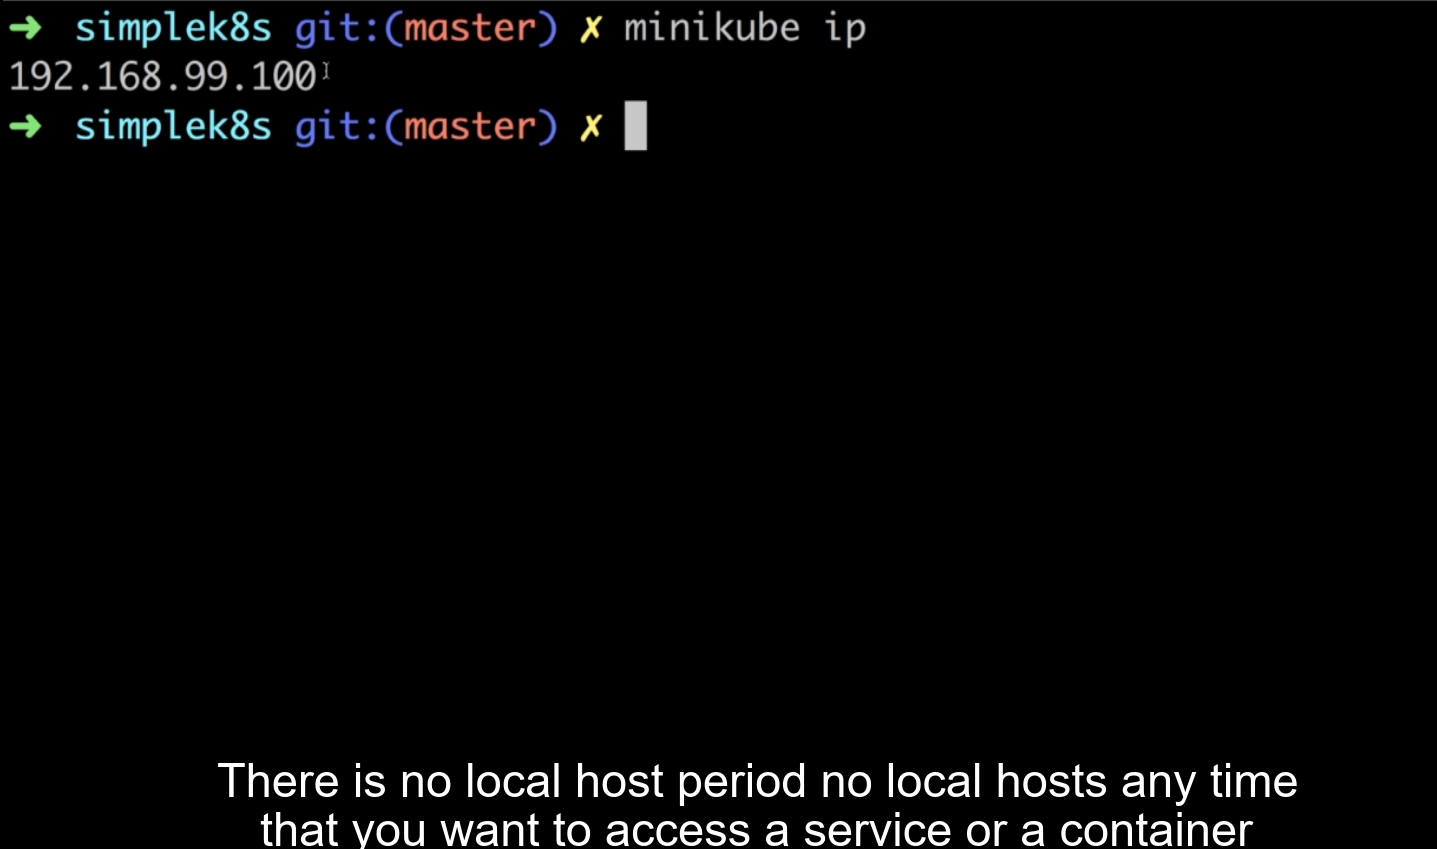 ➜ simplek8s git:(master) ✗ minikube ip
192.168.99.100
➜ simplek8s git:(master) ✗
There is no local host period no local hosts any time
that you want to access a service or a container